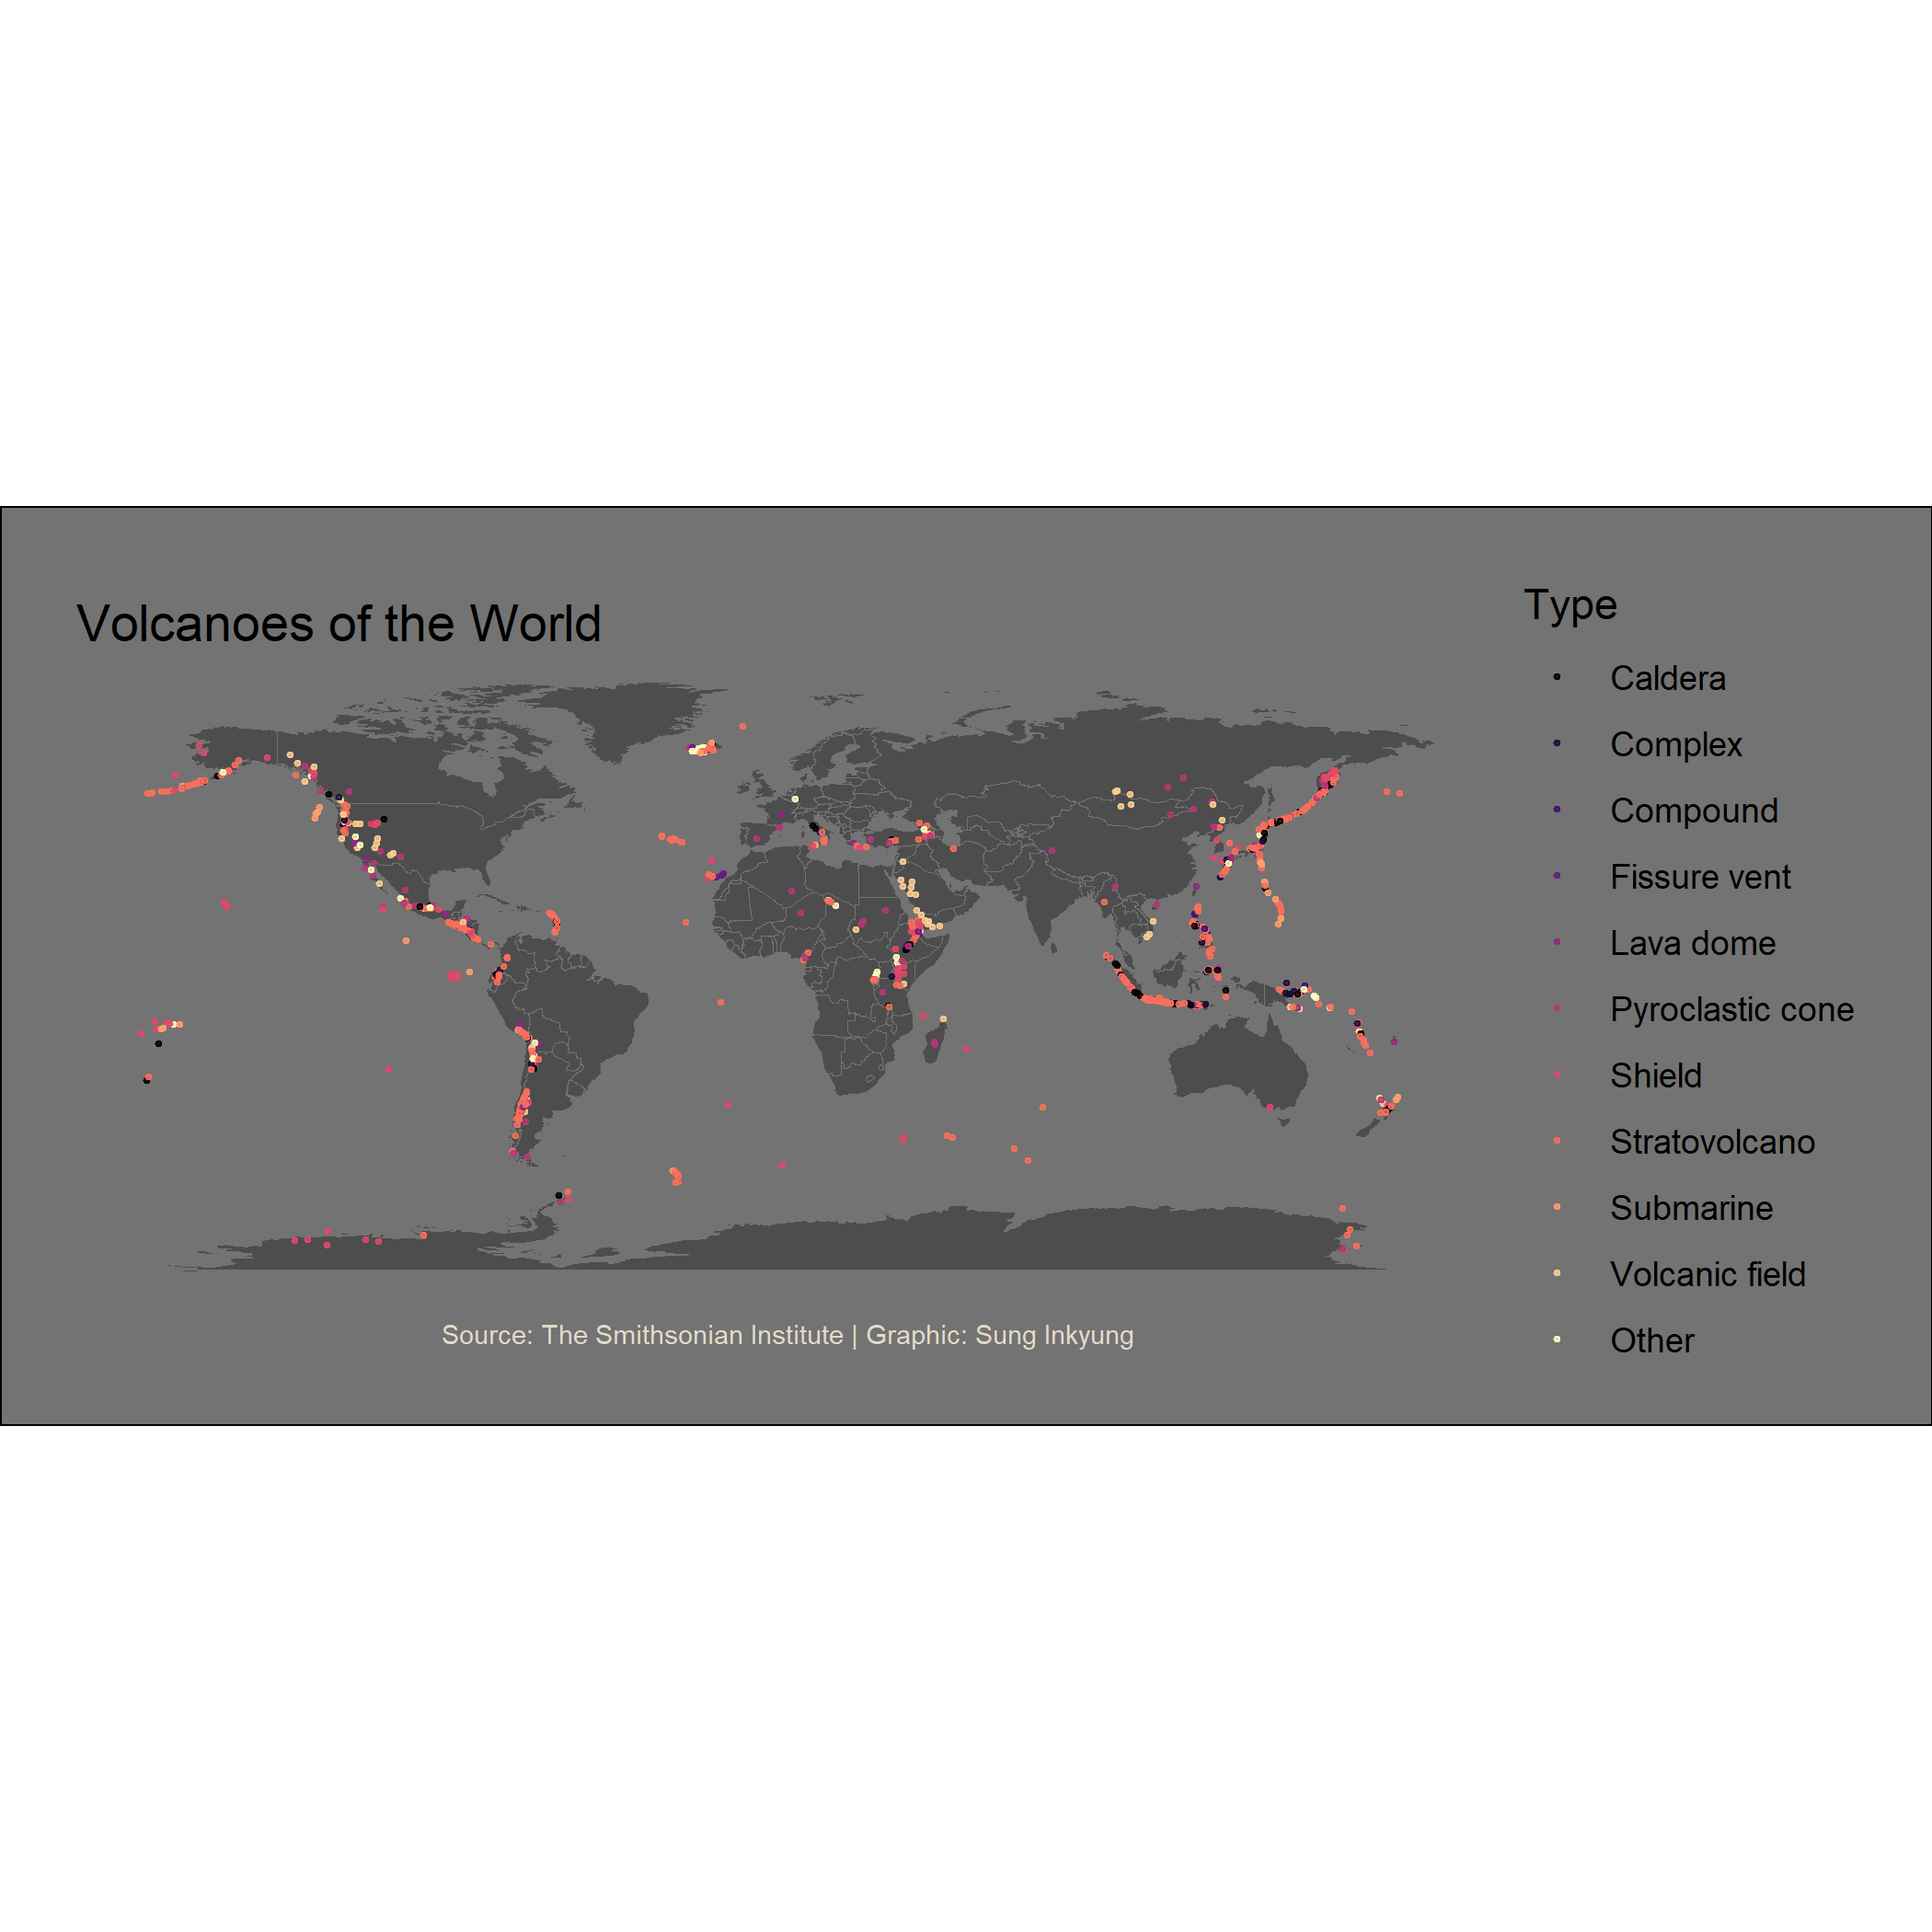 Volcanoes of the World
Type
Caldera
Complex
Compound
Fissure vent
Lava dome
Pyroclastic cone
Shield
Stratovolcano
Submarine
Volcanic field
Other
Source: The Smithsonian Institute | Graphic: Sung Inkyung